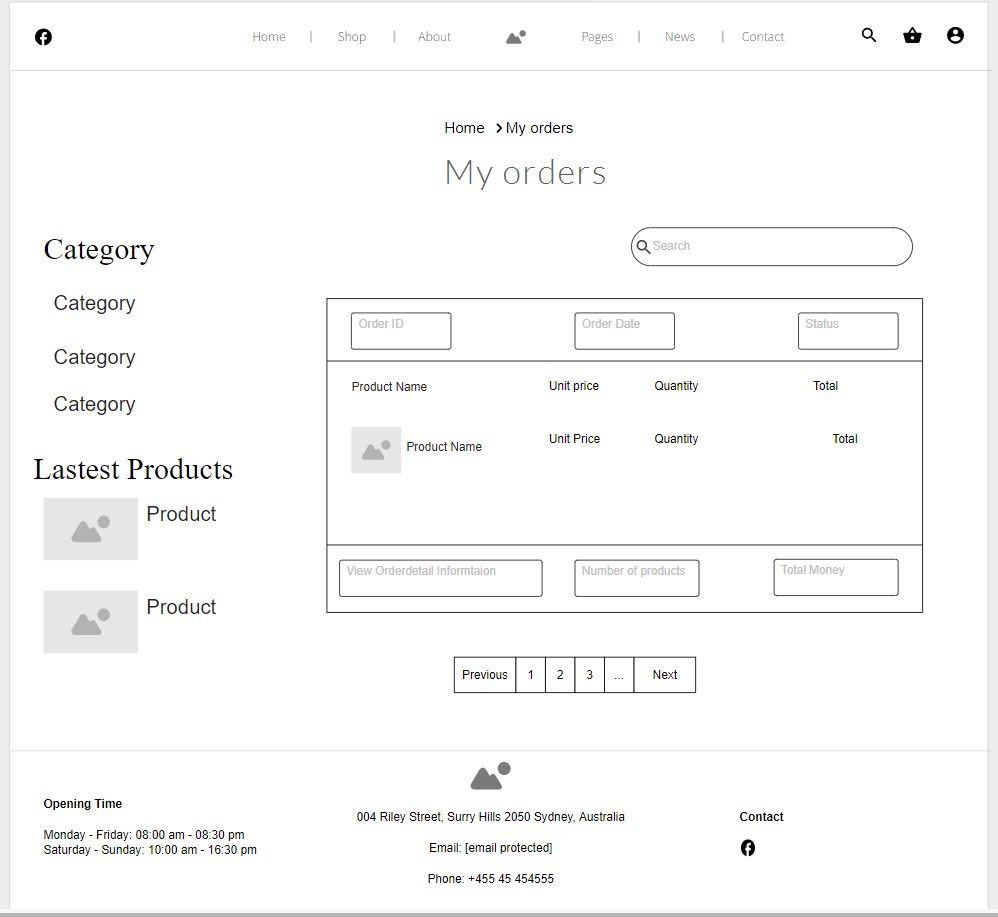 Home | Shop | About Pages | News | Contact
Home > My orders
My orders
Search
Category
Category
Category
Category
Lastest Products
Product
Product
Order ID Order Date Status
Product Name Unit price Quantity Total
Product Name Unit Price Quantity Total
View Orderdetail Informtaion Number of products Total Money
Previous 1 2 3 ... Next
Opening Time
Monday - Friday: 08:00 am - 08:30 pm
Saturday - Sunday: 10:00 am - 16:30 pm
004 Riley Street, Surry Hills 2050 Sydney, Australia
Email: [email protected]
Phone: +455 45 454555
Contact